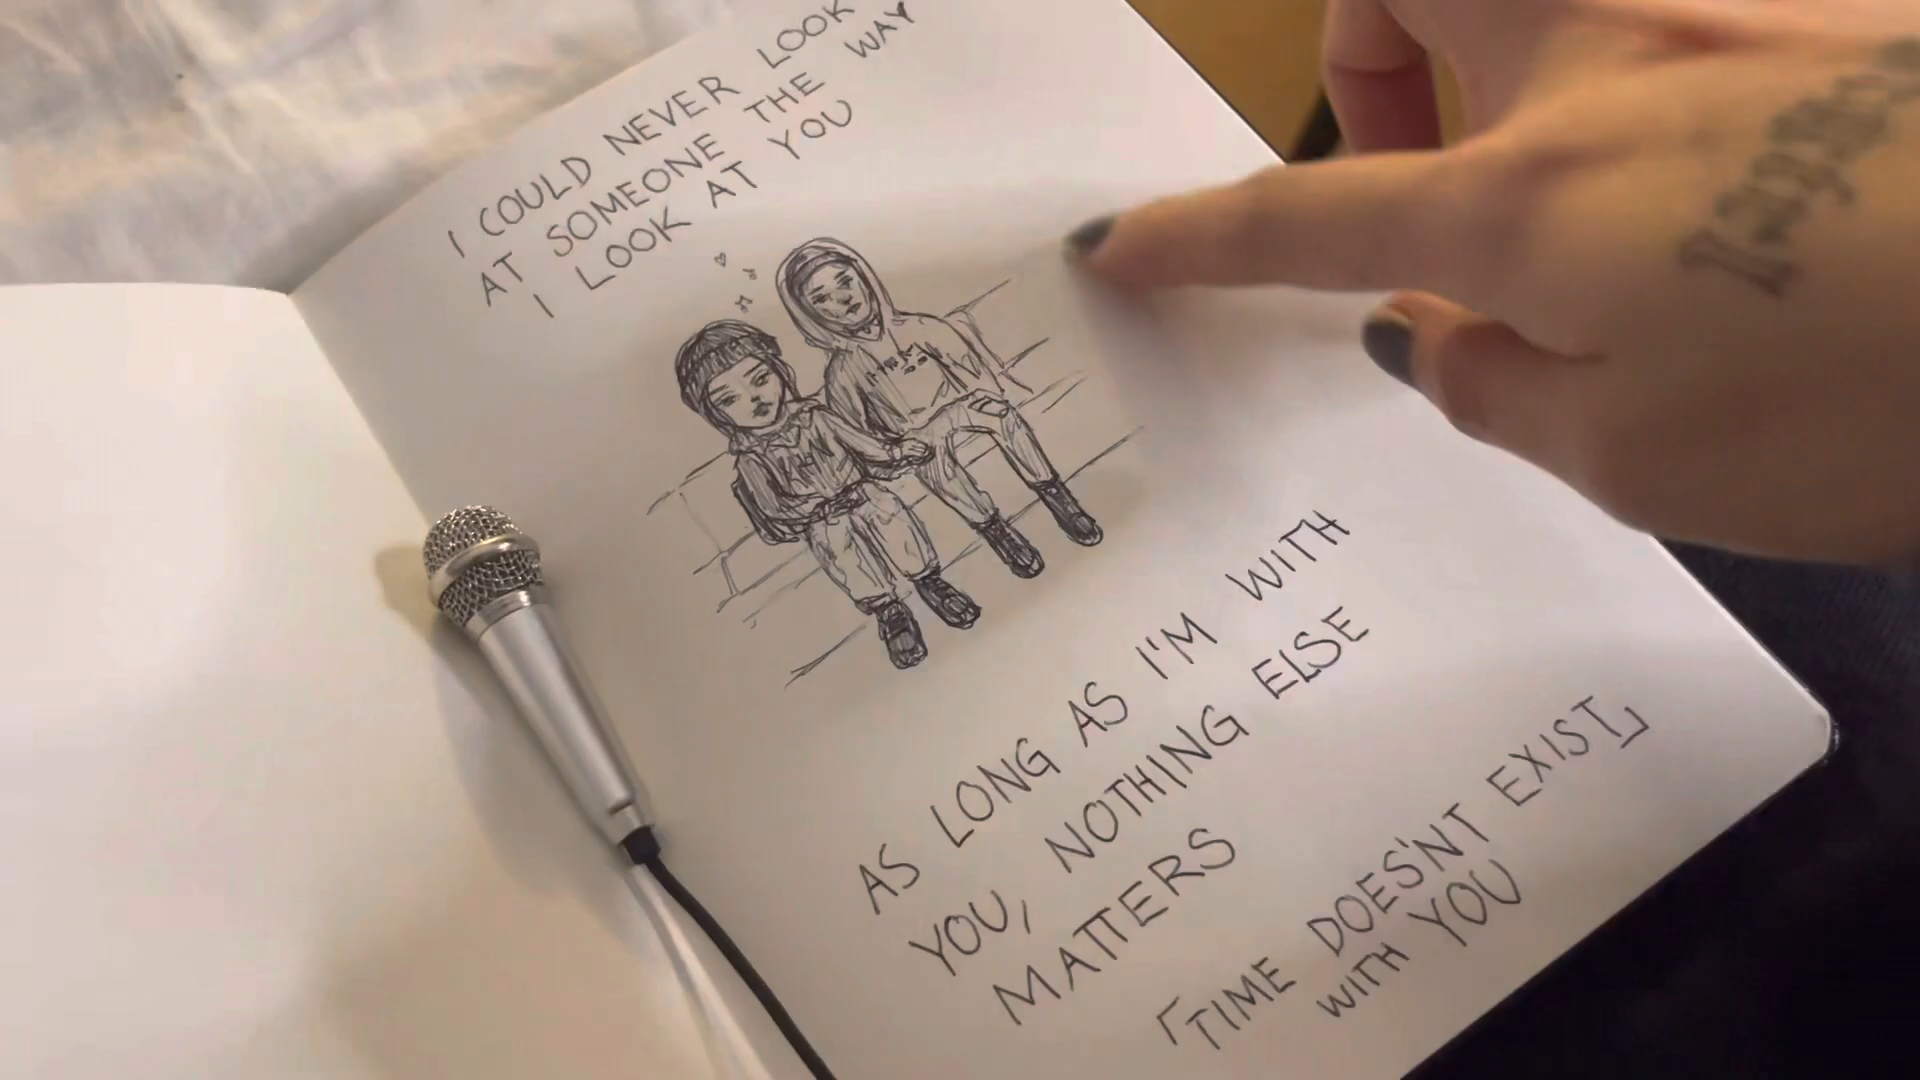 I COULD NEVER LOOK
AT SOMEONE THE WAY
I LOOK AT YOU
AS LONG AS I'M WITH
YOU, NOTHING ELSE
MATTERS
「TIME DOES'NT EXIST」
WITH YOU